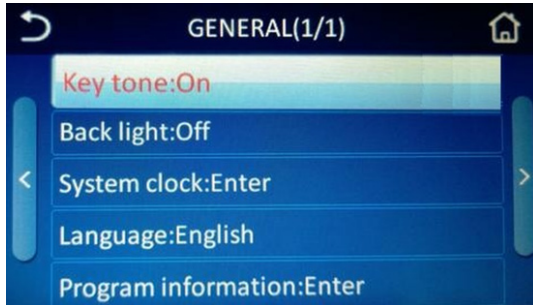 GENERAL(1/1)
Key tone:On
Back light:Off
System clock:Enter
Language:English
Program information:Enter